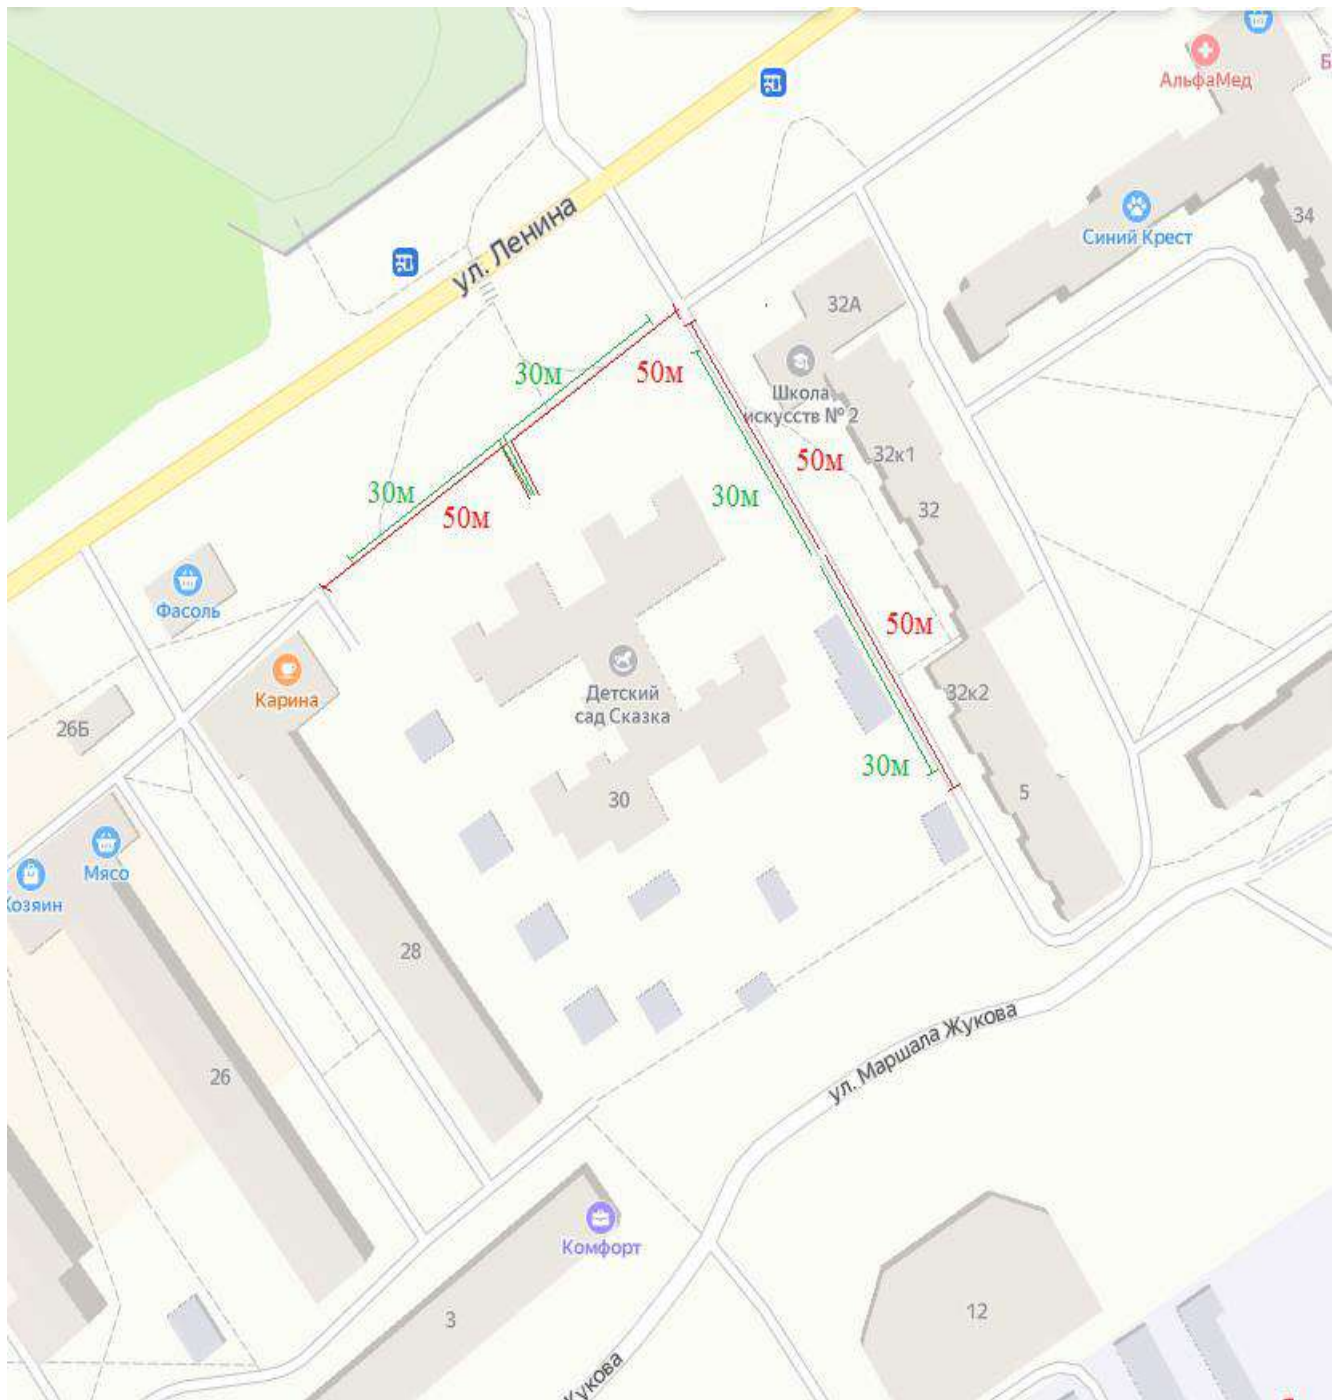 АльфаМед
Синий Крест
34
ул. Ленина
32А
30м
50м
Школа
искусств № 2
32к1
50м
30м
30м
50м
32
Фасоль
50м
Карина
Детский
сад Сказка
32к2
26Б
30м
30
5
Мясо
Хозяин
28
ул. Маршала Жукова
26
Комфорт
3
12
Жукова